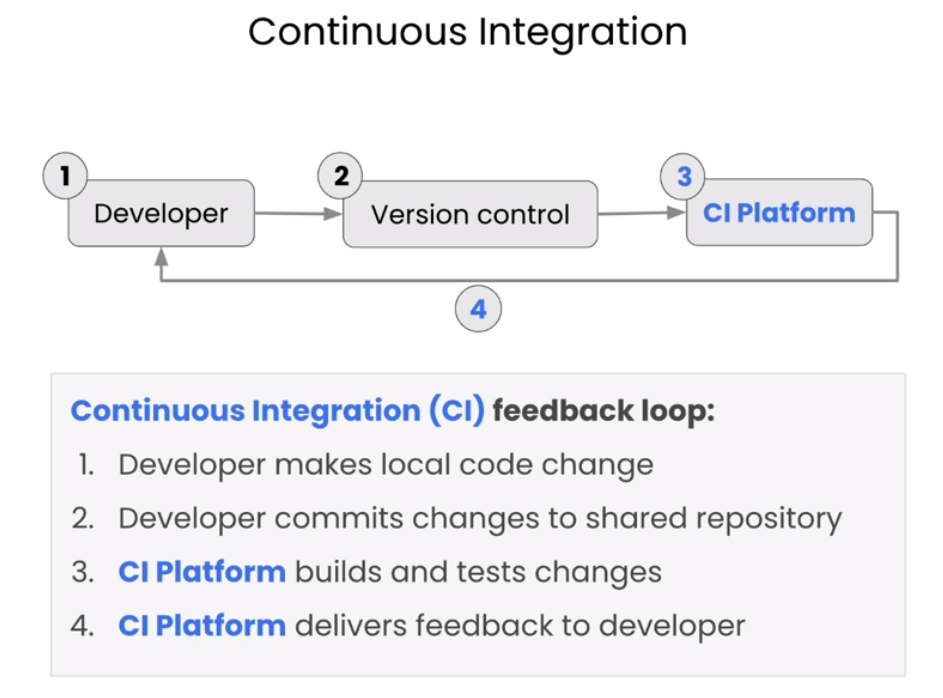 Continuous Integration
1
2
3
Developer
Version control
CI Platform
4
Continuous Integration (CI) feedback loop:
1. Developer makes local code change
2. Developer commits changes to shared repository
3. CI Platform builds and tests changes
4. CI Platform delivers feedback to developer